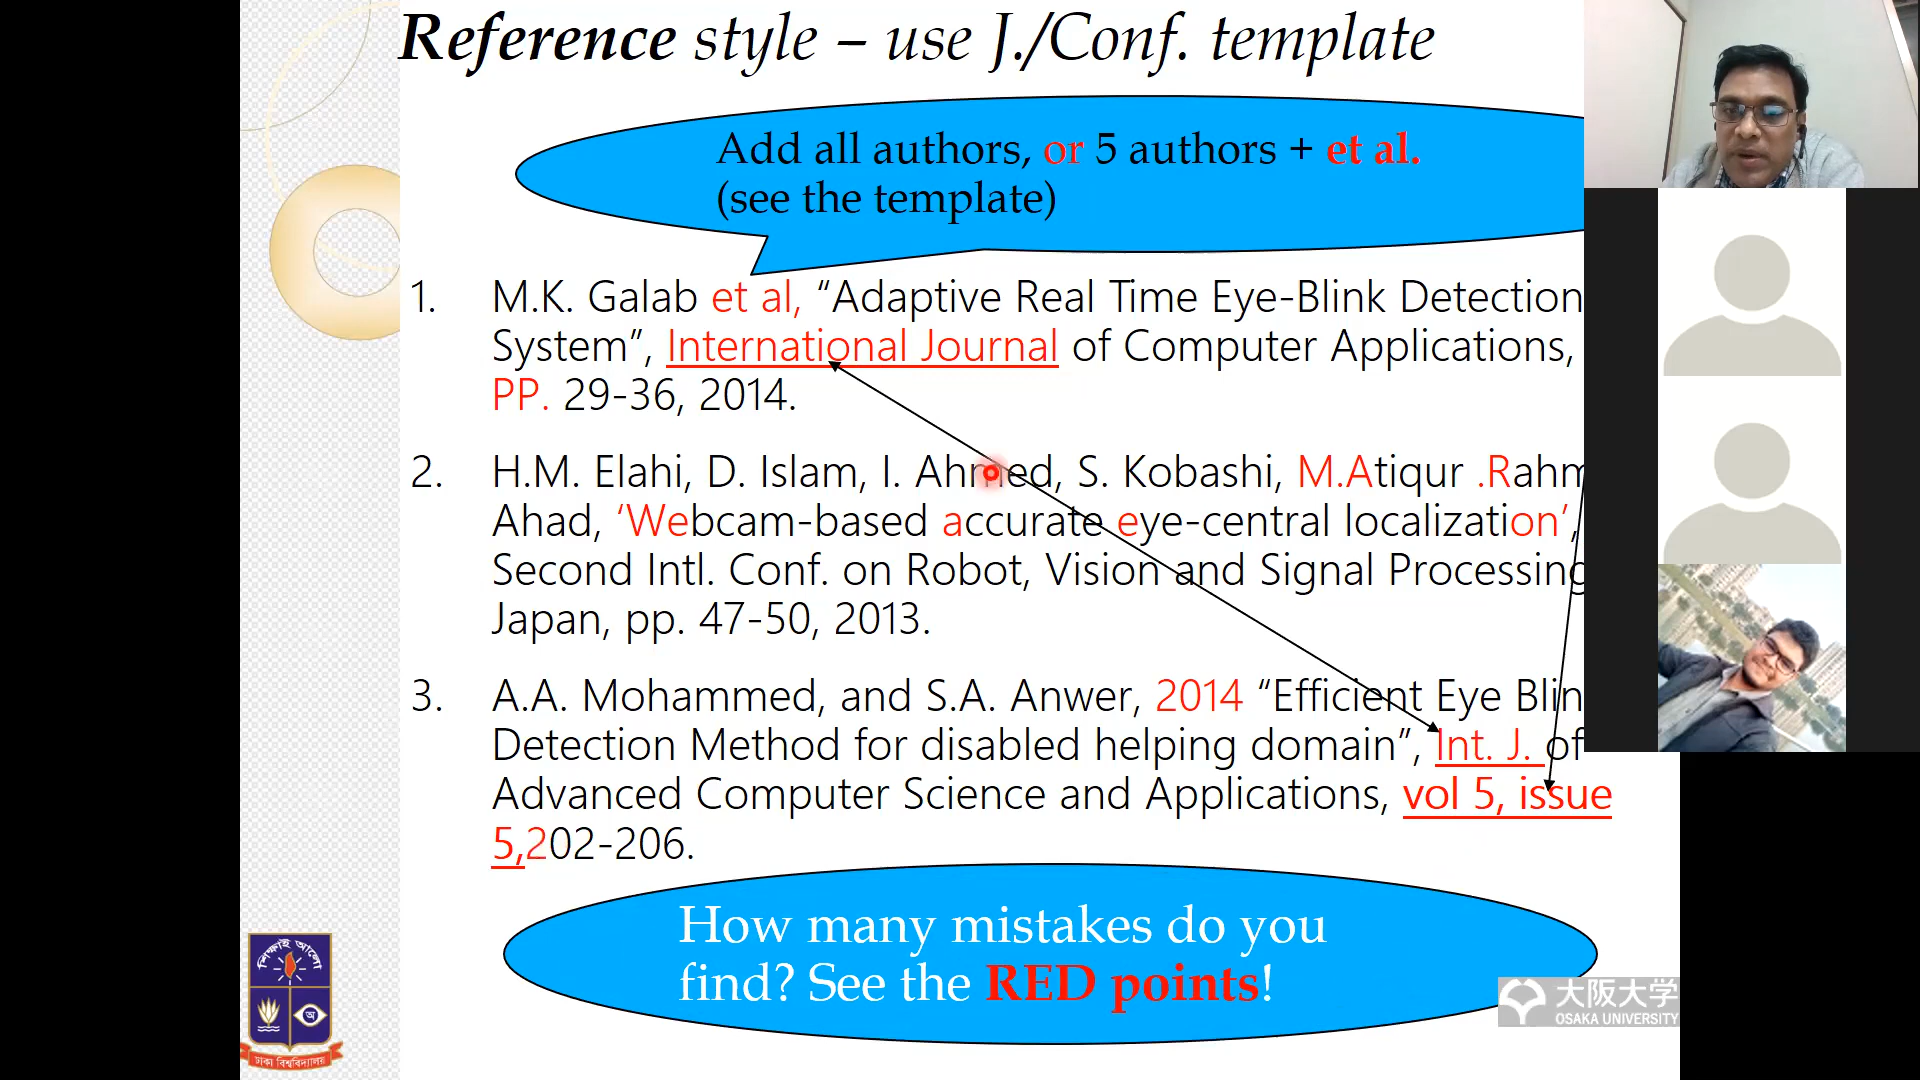 Reference style – use J./Conf. template
Add all authors, or 5 authors + et al.
(see the template)
1. M.K. Galab et al, “Adaptive Real Time Eye-Blink Detection
System”, International Journal of Computer Applications,
PP. 29-36, 2014.
2. H.M. Elahi, D. Islam, I. Ahmed, S. Kobashi, M.Atiqur .Rahm
Ahad, ‘Webcam-based accurate eye-central localization’,
Second Intl. Conf. on Robot, Vision and Signal Processing
Japan, pp. 47-50, 2013.
3. A.A. Mohammed, and S.A. Anwer, 2014 “Efficient Eye Blin
Detection Method for disabled helping domain”, Int. J. of
Advanced Computer Science and Applications, vol 5, issue
5,202-206.
How many mistakes do you
find? See the RED points!
শিক্ষাই আলো
অ
ঢাকা বিশ্ববিদ্যালয়
大阪大学
OSAKA UNIVERSITY